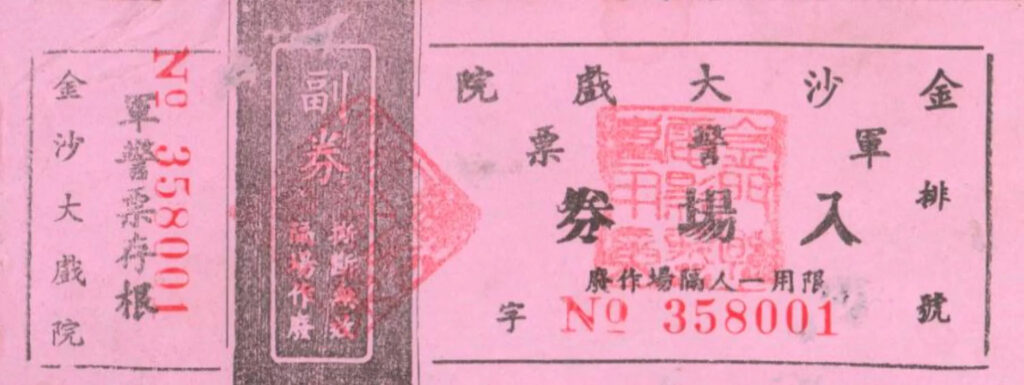 金沙大戲院
軍警票
入場券
限用一人隔場作廢
排號
字
№ 358001
副券
撕斷無效
隔場作廢
№ 358001
軍警票存根
金沙大戲院